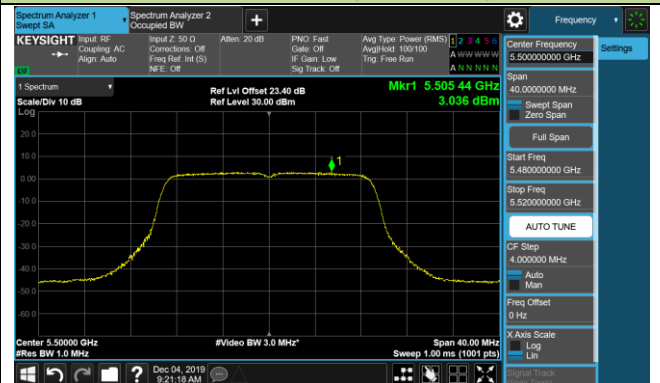 Spectrum Analyzer 1
Swept SA
Spectrum Analyzer 2
Occupied BW
+
Frequency
KEYSIGHT
Input: RF
Coupling: AC
Align: Auto
Input Z: 50 Ω
Corrections: Off
Freq Ref: Int (S)
NFE: Off
Atten: 20 dB
PNO: Fast
Gate: Off
IF Gain: Low
Sig Track: Off
Avg Type: Power (RMS)
Avg|Hold: 100/100
Trig: Free Run
1 2 3 4 5 6
A W W W W W
A N N N N N
LXI
1 Spectrum
Scale/Div 10 dB
Log
Ref Lvl Offset 23.40 dB
Ref Level 30.00 dBm
Mkr1 5.505 44 GHz
3.036 dBm
1
20.0
10.0
0.00
-10.0
-20.0
-30.0
-40.0
-50.0
-60.0
Center 5.50000 GHz
#Res BW 1.0 MHz
#Video BW 3.0 MHz*
Span 40.00 MHz
Sweep 1.00 ms (1001 pts)
Center Frequency
5.500000000 GHz
Settings
Span
40.0000000 MHz
Swept Span
Zero Span
Full Span
Start Freq
5.480000000 GHz
Stop Freq
5.520000000 GHz
AUTO TUNE
CF Step
4.000000 MHz
Auto
Man
Freq Offset
0 Hz
X Axis Scale
Log
Lin
Signal Track
?
Dec 04, 2019
9:21:18 AM